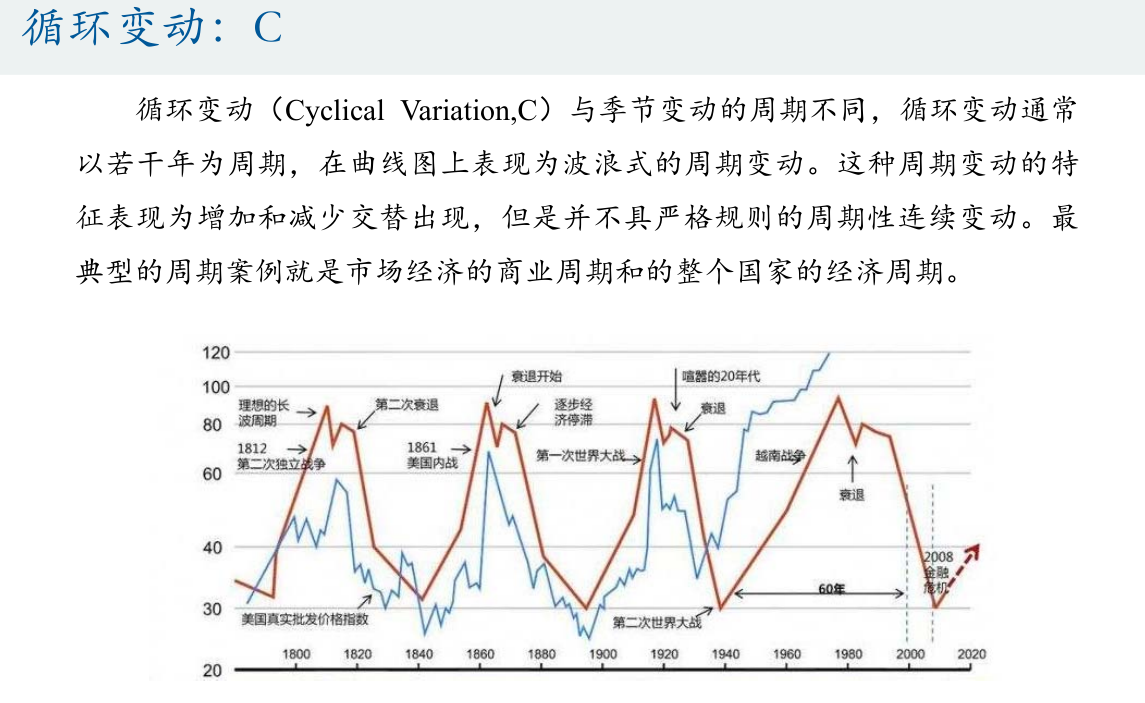 循环变动：C
循环变动（Cyclical Variation,C）与季节变动的周期不同，循环变动通常
以若干年为周期，在曲线图上表现为波浪式的周期变动。这种周期变动的特
征表现为增加和减少交替出现，但是并不具严格规则的周期性连续变动。最
典型的周期案例就是市场经济的商业周期和的整个国家的经济周期。
120
100
80
60
40
30
20
理想的长
波周期
1812
第二次独立战争
第二次衰退
美国真实批发价格指数
1861
美国内战
衰退开始
逐步经
济停滞
第一次世界大战
喧嚣的20年代
衰退
第二次世界大战
越南战争
衰退
60年
2008
金融
危机
1800 1820 1840 1860 1880 1900 1920 1940 1960 1980 2000 2020